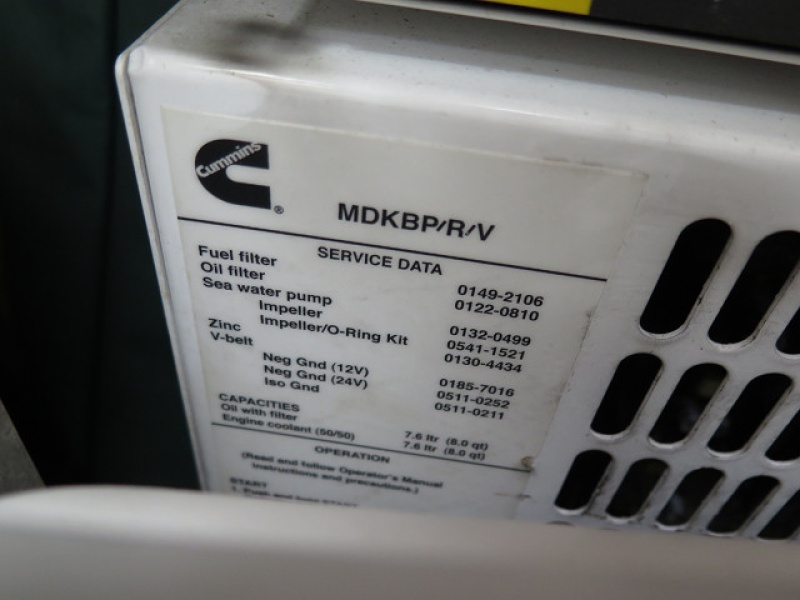 Cummins
®
MDKBP/R/V
SERVICE DATA
Fuel filter 0149-2106
Oil filter 0122-0810
Sea water pump
Impeller 0132-0499
Impeller/O-Ring Kit 0541-1521
Zinc 0130-4434
V-belt
Neg Gnd (12V) 0185-7016
Neg Gnd (24V) 0511-0252
Iso Gnd 0511-0211
CAPACITIES
Oil with filter 7.6 ltr (8.0 qt)
Engine coolant (50/50) 7.6 ltr (8.0 qt)
OPERATION
(Read and follow Operator's Manual
instructions and precautions.)
START